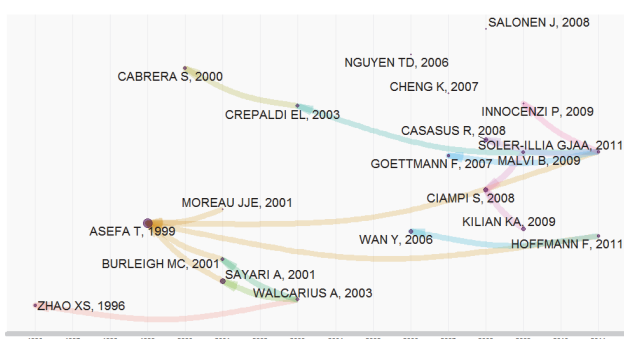 SALONEN J, 2008
NGUYEN TD, 2006
CABRERA S, 2000
CHENG K, 2007
CREPALDI EL, 2003
INNOCENZI P, 2009
CASASUS R, 2008
SOLER-ILLIA GJAA, 2011
GOETTMANN F, 2007
MALVI B, 2009
CIAMPI S, 2008
MOREAU JJE, 2001
KILIAN KA, 2009
ASEFA T, 1999
WAN Y, 2006
HOFFMANN F, 2011
BURLEIGH MC, 2001
SAYARI A, 2001
WALCARIUS A, 2003
ZHAO XS, 1996